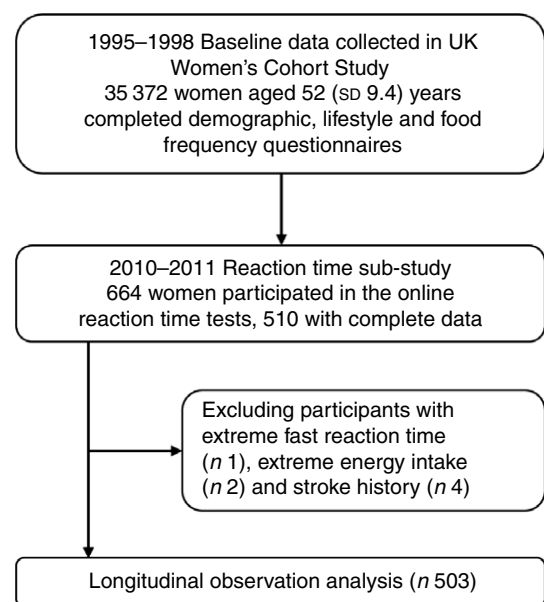 1995–1998 Baseline data collected in UK
Women's Cohort Study
35 372 women aged 52 (SD 9.4) years
completed demographic, lifestyle and food
frequency questionnaires
2010–2011 Reaction time sub-study
664 women participated in the online
reaction time tests, 510 with complete data
Excluding participants with
extreme fast reaction time
(n 1), extreme energy intake
(n 2) and stroke history (n 4)
Longitudinal observation analysis (n 503)